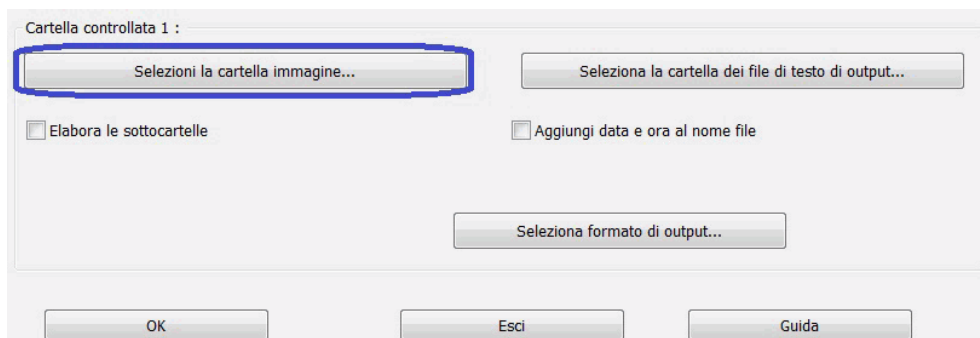 Cartella controllata 1 :
Selezioni la cartella immagine...
Seleziona la cartella dei file di testo di output...
Elabora le sottocartelle
Aggiungi data e ora al nome file
Seleziona formato di output...
OK
Esci
Guida